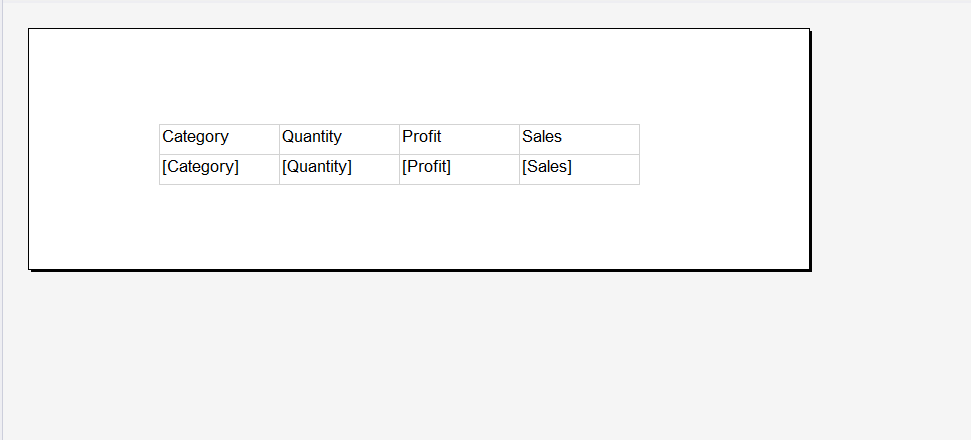 Category Quantity Profit Sales
[Category] [Quantity] [Profit] [Sales]